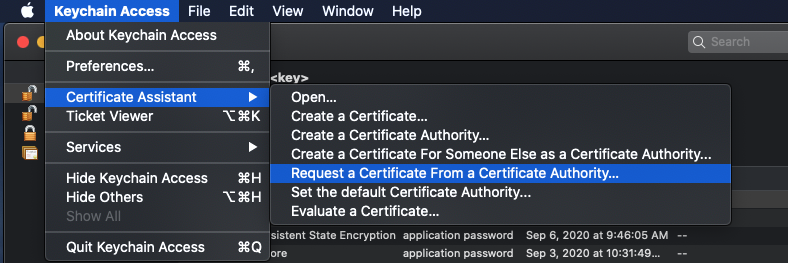 Keychain Access File Edit View Window Help
About Keychain Access
Search
Preferences... ⌘,
<key>
Certificate Assistant ▶
Open...
Ticket Viewer ⌥⌘K
Create a Certificate...
Create a Certificate Authority...
Services ▶
Create a Certificate For Someone Else as a Certificate Authority...
Request a Certificate From a Certificate Authority...
Hide Keychain Access ⌘H
Set the default Certificate Authority...
Hide Others ⌥⌘H
Evaluate a Certificate...
Show All
sistent State Encryption application password Sep 6, 2020 at 9:46:05 AM --
Quit Keychain Access ⌘Q
ore application password Sep 3, 2020 at 10:31:49... --